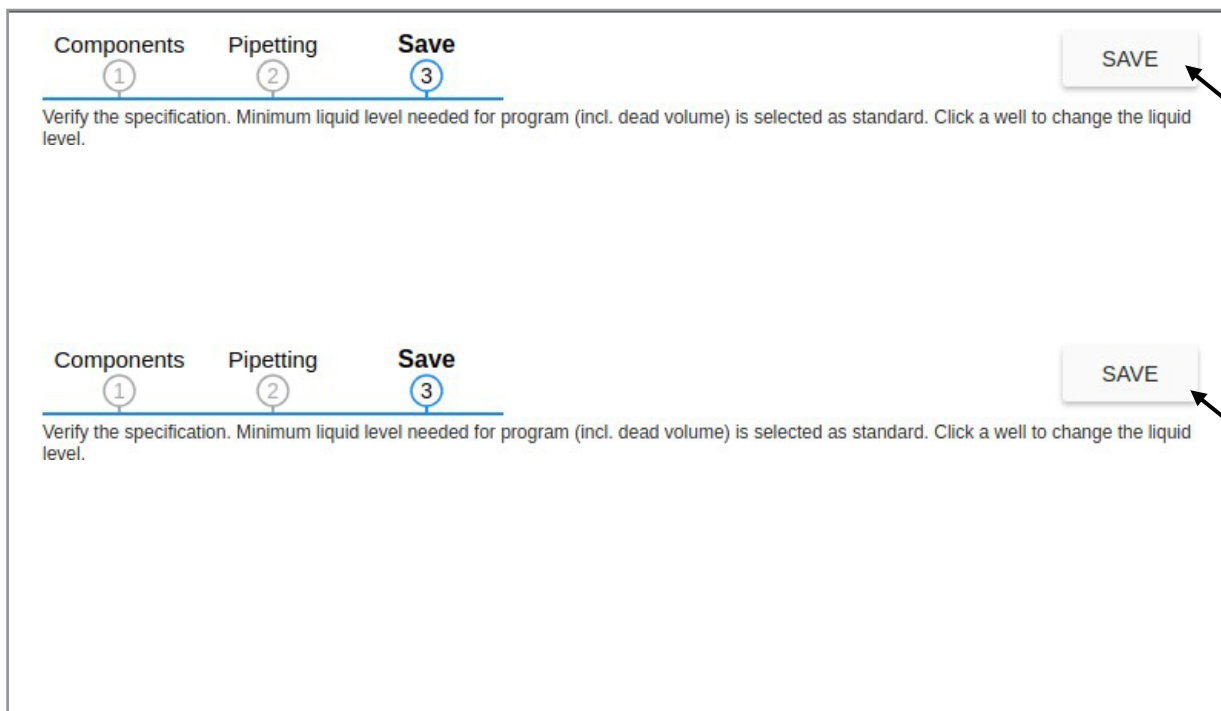 Components Pipetting Save
1 2 3
SAVE
Verify the specification. Minimum liquid level needed for program (incl. dead volume) is selected as standard. Click a well to change the liquid
level.
Components Pipetting Save
1 2 3
SAVE
Verify the specification. Minimum liquid level needed for program (incl. dead volume) is selected as standard. Click a well to change the liquid
level.